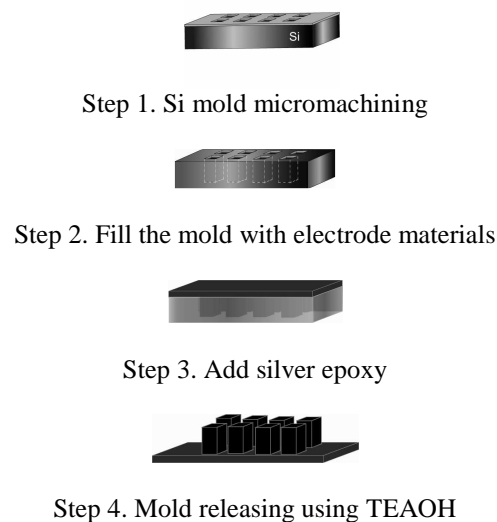 Si
Step 1. Si mold micromachining
Step 2. Fill the mold with electrode materials
Step 3. Add silver epoxy
Step 4. Mold releasing using TEAOH